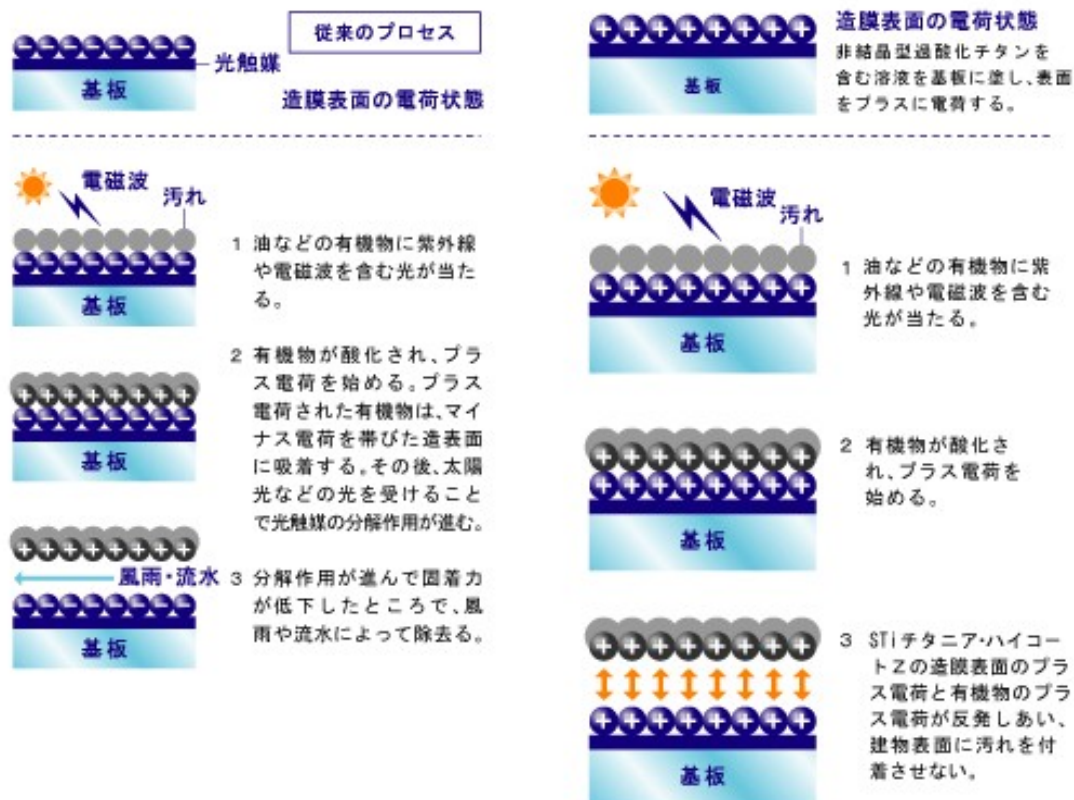 従来のプロセス
光触媒
基板
造膜表面の電荷状態
電磁波
汚れ
基板
1 油などの有機物に紫外線
や電磁波を含む光が当た
る。
2 有機物が酸化され、プラ
ス電荷を始める。プラス
電荷された有機物は、マイ
ナス電荷を帯びた造表面
に吸着する。その後、太陽
光などの光を受けること
で光触媒の分解作用が進む。
基板
風雨・流水
3 分解作用が進んで固着力
が低下したところで、風
雨や流水によって除去る。
基板
造膜表面の電荷状態
非結晶型過酸化チタンを
含む溶液を基板に塗し、表面
をプラスに電荷する。
基板
電磁波
汚れ
1 油などの有機物に紫
外線や電磁波を含む
光が当たる。
基板
2 有機物が酸化さ
れ、プラス電荷を
始める。
基板
3 STiチタニア・ハイコー
トZの造膜表面のプラ
ス電荷と有機物のプラ
ス電荷が反発しあい、
建物表面に汚れを付
着させない。
基板